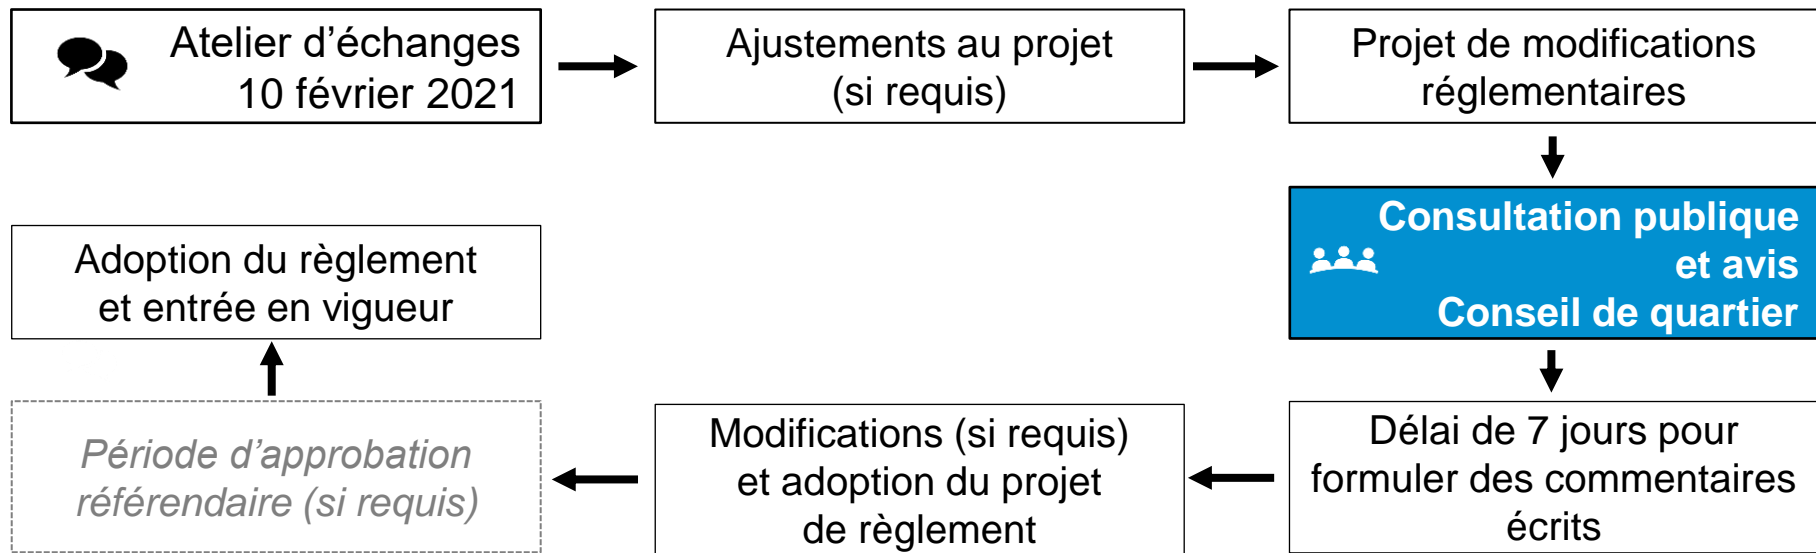 Atelier d'échanges
10 février 2021
Ajustements au projet
(si requis)
Projet de modifications
réglementaires
Consultation publique
et avis
Conseil de quartier
Délai de 7 jours pour
formuler des commentaires
écrits
Modifications (si requis)
et adoption du projet
de règlement
Période d'approbation
référendaire (si requis)
Adoption du règlement
et entrée en vigueur